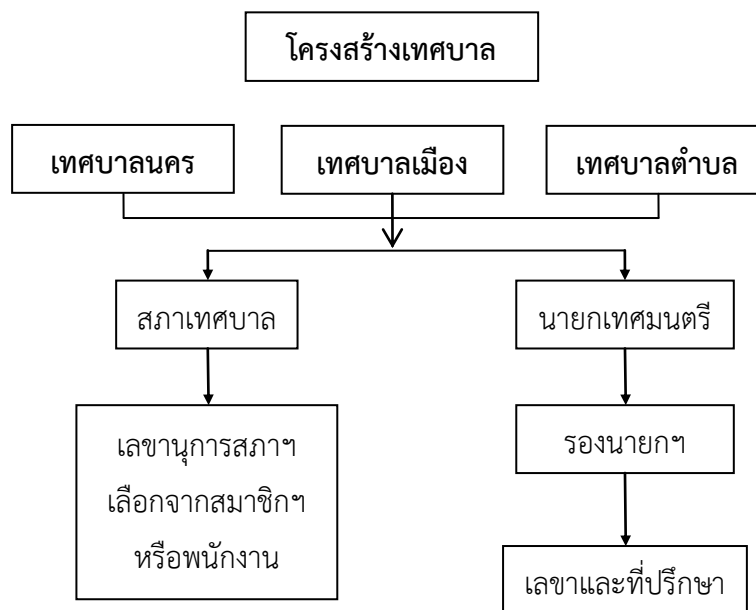 โครงสร้างเทศบาล
เทศบาลนคร
เทศบาลเมือง
เทศบาลตำบล
สภาเทศบาล
นายกเทศมนตรี
เลขานุการสภาฯ
เลือกจากสมาชิกฯ
หรือพนักงาน
รองนายกฯ
เลขาและที่ปรึกษา